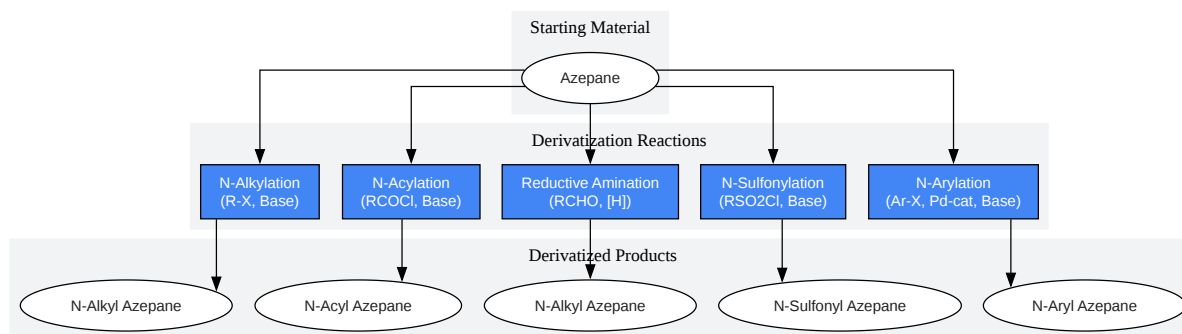 Starting Material
Azepane
Derivatization Reactions
N-Alkylation
(R-X, Base)
N-Acylation
(RCOCl, Base)
Reductive Amination
(RCHO, [H])
N-Sulfonylation
(RSO2Cl, Base)
N-Arylation
(Ar-X, Pd-cat, Base)
Derivatized Products
N-Alkyl Azepane
N-Acyl Azepane
N-Alkyl Azepane
N-Sulfonyl Azepane
N-Aryl Azepane